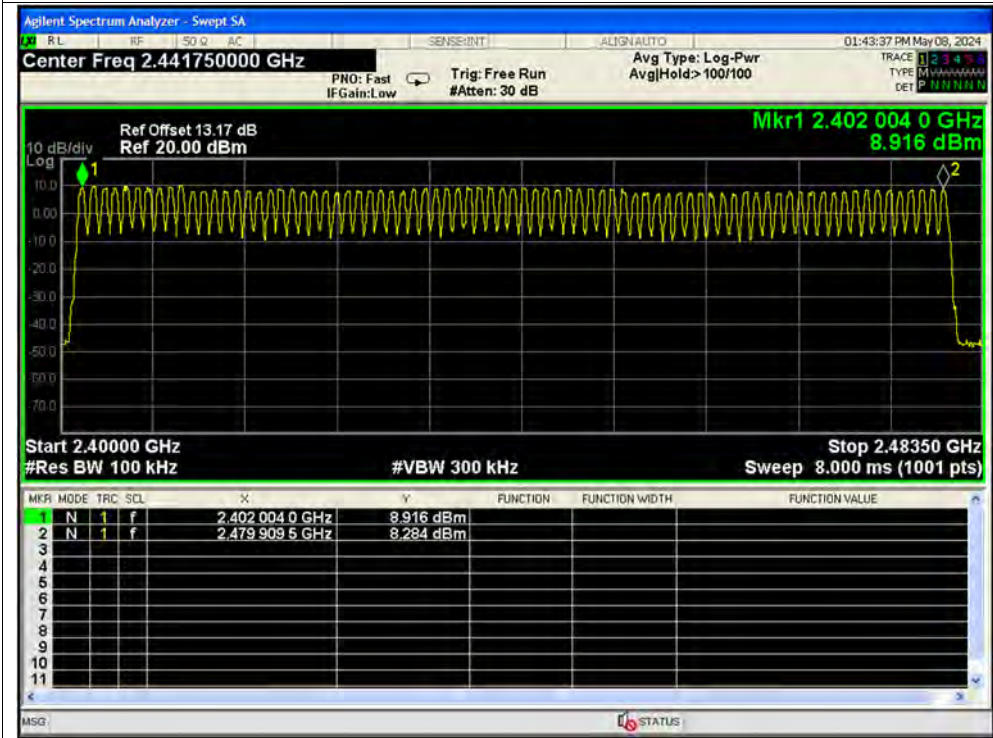 Agilent Spectrum Analyzer - Swept SA
RL RF 50 Ω AC SENSE:INT ALIGN AUTO 01:43:37 PM May 08, 2024
Center Freq 2.441750000 GHz
PNO: Fast
IFGain:Low
Trig: Free Run
#Atten: 30 dB
Avg Type: Log-Pwr
Avg|Hold:> 100/100
TRACE 1 2 3 4 5 6
TYPE M
DET P N N N N N
Mkr1 2.402 004 0 GHz
8.916 dBm
Ref Offset 13.17 dB
10 dB/div Ref 20.00 dBm
Log
1
2
10.0
0.00
-10.0
-20.0
-30.0
-40.0
-50.0
-60.0
-70.0
Start 2.40000 GHz Stop 2.48350 GHz
#Res BW 100 kHz #VBW 300 kHz Sweep 8.000 ms (1001 pts)
MKR MODE TRC SCL X Y FUNCTION FUNCTION WIDTH FUNCTION VALUE
1 N 1 f 2.402 004 0 GHz 8.916 dBm
2 N 1 f 2.479 909 5 GHz 8.284 dBm
3
4
5
6
7
8
9
10
11
MSG STATUS